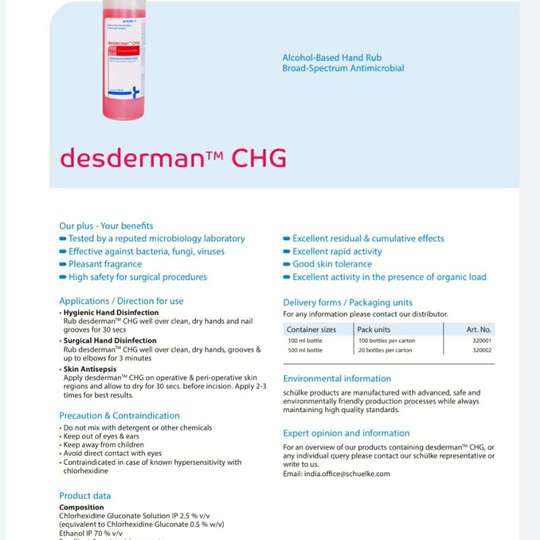 desderman™ CHG
Alcohol-Based Hand Rub
Broad-Spectrum Antimicrobial
desderman™ CHG
Our plus - Your benefits
Tested by a reputed microbiology laboratory
Effective against bacteria, fungi, viruses
Pleasant fragrance
High safety for surgical procedures
Excellent residual & cumulative effects
Excellent rapid activity
Good skin tolerance
Excellent activity in the presence of organic load
Applications / Direction for use
• Hygienic Hand Disinfection
Rub desderman™ CHG well over clean, dry hands and nail
grooves for 30 secs
• Surgical Hand Disinfection
Rub desderman™ CHG well over clean, dry hands, grooves &
up to elbows for 3 minutes
• Skin Antisepsis
Apply desderman™ CHG on operative & peri-operative skin
regions and allow to dry for 30 secs. before incision. Apply 2-3
times for best results.
Precaution & Contraindication
• Do not mix with detergent or other chemicals
• Keep out of eyes & ears
• Keep away from children
• Avoid direct contact with eyes
• Contraindicated in case of known hypersensitivity with
chlorhexidine
Product data
Composition
Chlorhexidine Gluconate Solution IP 2.5 % v/v
(equivalent to Chlorhexidine Gluconate 0.5 % w/v)
Ethanol IP 70 % v/v
Delivery forms / Packaging units
For any information please contact our distributor.
Container sizes Pack units Art. No.
100 ml bottle 100 bottles per carton 320001
500 ml bottle 20 bottles per carton 320002
Environmental information
schülke products are manufactured with advanced, safe and
environmentally friendly production processes while always
maintaining high quality standards.
Expert opinion and information
For an overview of our products containing desderman™ CHG, or
any individual query please contact our schülke representative or
write to us.
Email: india.office@schuelke.com